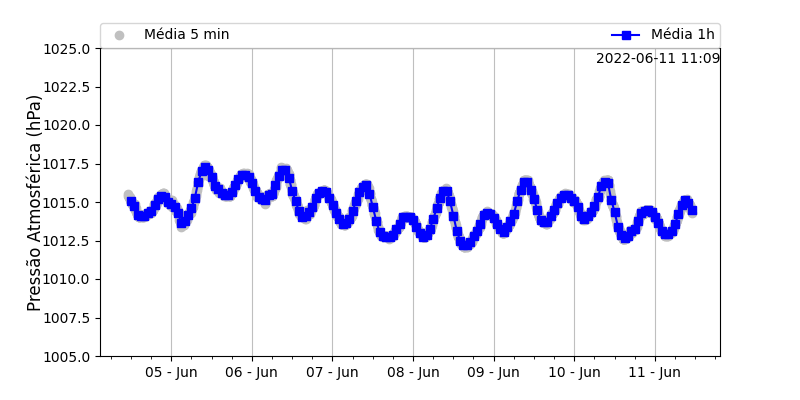 Média 5 min
Média 1h
2022-06-11 11:09
Pressão Atmosférica (hPa)
1025.0
1022.5
1020.0
1017.5
1015.0
1012.5
1010.0
1007.5
1005.0
05 - Jun
06 - Jun
07 - Jun
08 - Jun
09 - Jun
10 - Jun
11 - Jun